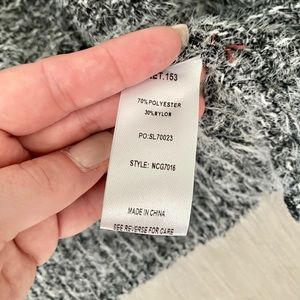 70% POLYESTER
30% NYLON
PO:SL70023
STYLE: NCG7016
MADE IN CHINA
SEE REVERSE FOR CARE